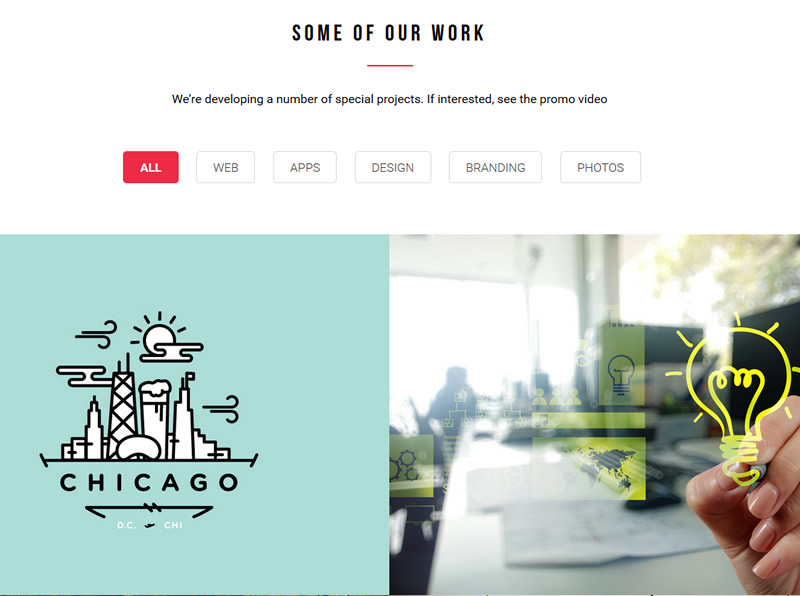 SOME OF OUR WORK
We're developing a number of special projects. If interested, see the promo video
ALL WEB APPS DESIGN BRANDING PHOTOS
CHICAGO
D.C. CHI